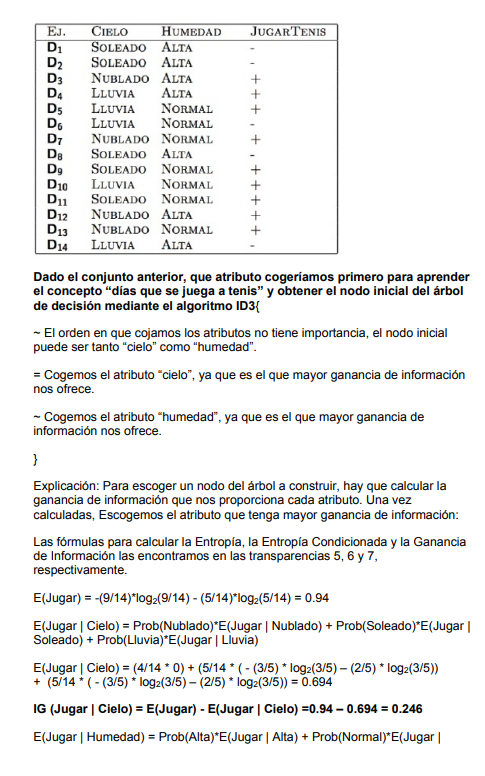 EJ. CIELO HUMEDAD JUGARTENIS
D1 SOLEADO ALTA -
D2 SOLEADO ALTA -
D3 NUBLADO ALTA +
D4 LLUVIA ALTA +
D5 LLUVIA NORMAL +
D6 LLUVIA NORMAL -
D7 NUBLADO NORMAL +
D8 SOLEADO ALTA -
D9 SOLEADO NORMAL +
D10 LLUVIA NORMAL +
D11 SOLEADO NORMAL +
D12 NUBLADO ALTA +
D13 NUBLADO NORMAL +
D14 LLUVIA ALTA -
Dado el conjunto anterior, que atributo cogeríamos primero para aprender
el concepto “días que se juega a tenis” y obtener el nodo inicial del árbol
de decisión mediante el algoritmo ID3{
~ El orden en que cojamos los atributos no tiene importancia, el nodo inicial
puede ser tanto “cielo” como “humedad”.
= Cogemos el atributo “cielo”, ya que es el que mayor ganancia de información
nos ofrece.
~ Cogemos el atributo “humedad”, ya que es el que mayor ganancia de
información nos ofrece.
}
Explicación: Para escoger un nodo del árbol a construir, hay que calcular la
ganancia de información que nos proporciona cada atributo. Una vez
calculadas, Escogemos el atributo que tenga mayor ganancia de información:
Las fórmulas para calcular la Entropía, la Entropía Condicionada y la Ganancia
de Información las encontramos en las transparencias 5, 6 y 7,
respectivamente.
E(Jugar) = -(9/14)*log2(9/14) - (5/14)*log2(5/14) = 0.94
E(Jugar | Cielo) = Prob(Nublado)*E(Jugar | Nublado) + Prob(Soleado)*E(Jugar |
Soleado) + Prob(Lluvia)*E(Jugar | Lluvia)
E(Jugar | Cielo) = (4/14 * 0) + (5/14 * ( - (3/5) * log2(3/5) – (2/5) * log2(3/5))
+ (5/14 * ( - (3/5) * log2(3/5) – (2/5) * log2(3/5)) = 0.694
IG (Jugar | Cielo) = E(Jugar) - E(Jugar | Cielo) =0.94 – 0.694 = 0.246
E(Jugar | Humedad) = Prob(Alta)*E(Jugar | Alta) + Prob(Normal)*E(Jugar |